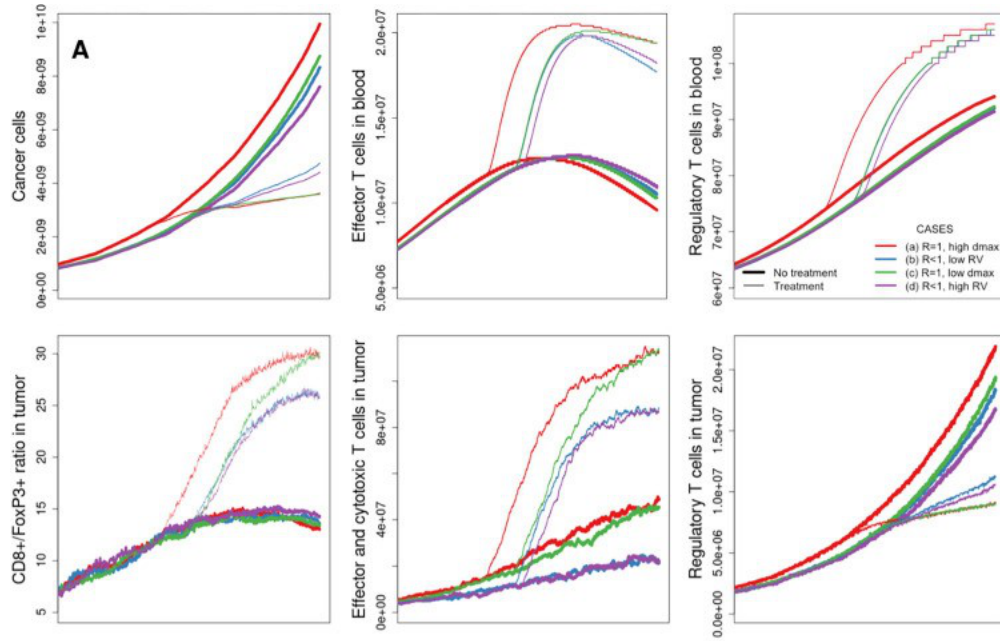 A
Cancer cells
1e+10
8e+09
6e+09
4e+09
2e+09
0e+00
Effector T cells in blood
2.0e+07
1.5e+07
1.0e+07
5.0e+06
Regulatory T cells in blood
1e+08
9e+07
8e+07
7e+07
6e+07
CASES
(a) R=1, high dmax
(b) R<1, low RV
(c) R=1, low dmax
(d) R<1, high RV
No treatment
Treatment
CD8+/FoxP3+ ratio in tumor
30
25
20
15
10
5
Effector and cytotoxic T cells in tumor
8e+07
4e+07
0e+00
Regulatory T cells in tumor
2.0e+07
1.5e+07
1.0e+07
5.0e+06
0.0e+00